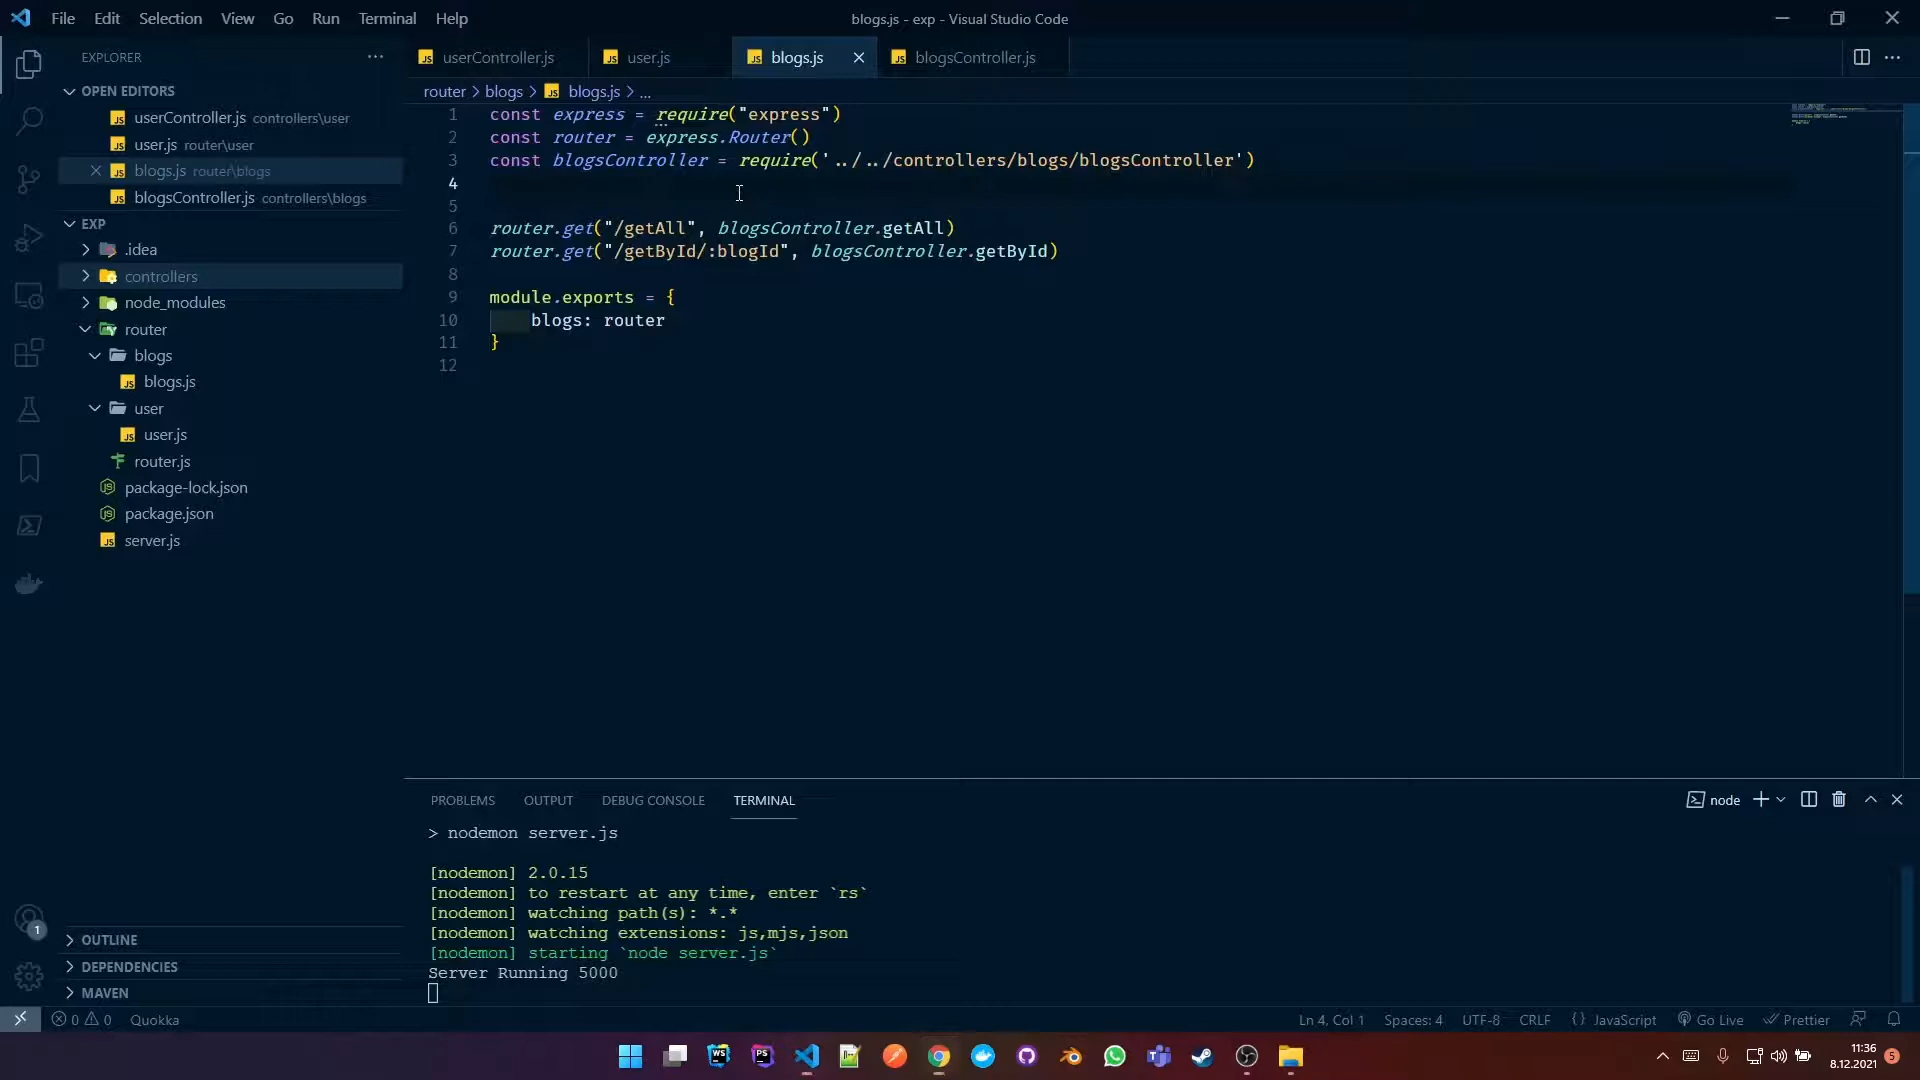 File Edit Selection View Go Run Terminal Help
blogs.js - exp - Visual Studio Code
EXPLORER
OPEN EDITORS
userController.js controllers\user
user.js router\user
blogs.js router\blogs
blogsController.js controllers\blogs
EXP
.idea
controllers
node_modules
router
blogs
blogs.js
user
user.js
router.js
package-lock.json
package.json
server.js
OUTLINE
DEPENDENCIES
MAVEN
userController.js user.js blogs.js blogsController.js
router > blogs > blogs.js > ...
1 const express = require("express")
2 const router = express.Router()
3 const blogsController = require('../../controllers/blogs/blogsController')
4
5
6 router.get("/getAll", blogsController.getAll)
7 router.get("/getById/:blogId", blogsController.getById)
8
9 module.exports = {
10 blogs: router
11 }
12
PROBLEMS OUTPUT DEBUG CONSOLE TERMINAL
node
> nodemon server.js
[nodemon] 2.0.15
[nodemon] to restart at any time, enter `rs`
[nodemon] watching path(s): *.*
[nodemon] watching extensions: js,mjs,json
[nodemon] starting `node server.js`
Server Running 5000
1
0 0 Quokka
Ln 4, Col 1 Spaces: 4 UTF-8 CRLF {} JavaScript Go Live Prettier
WS PS
11:36
8.12.2021
5